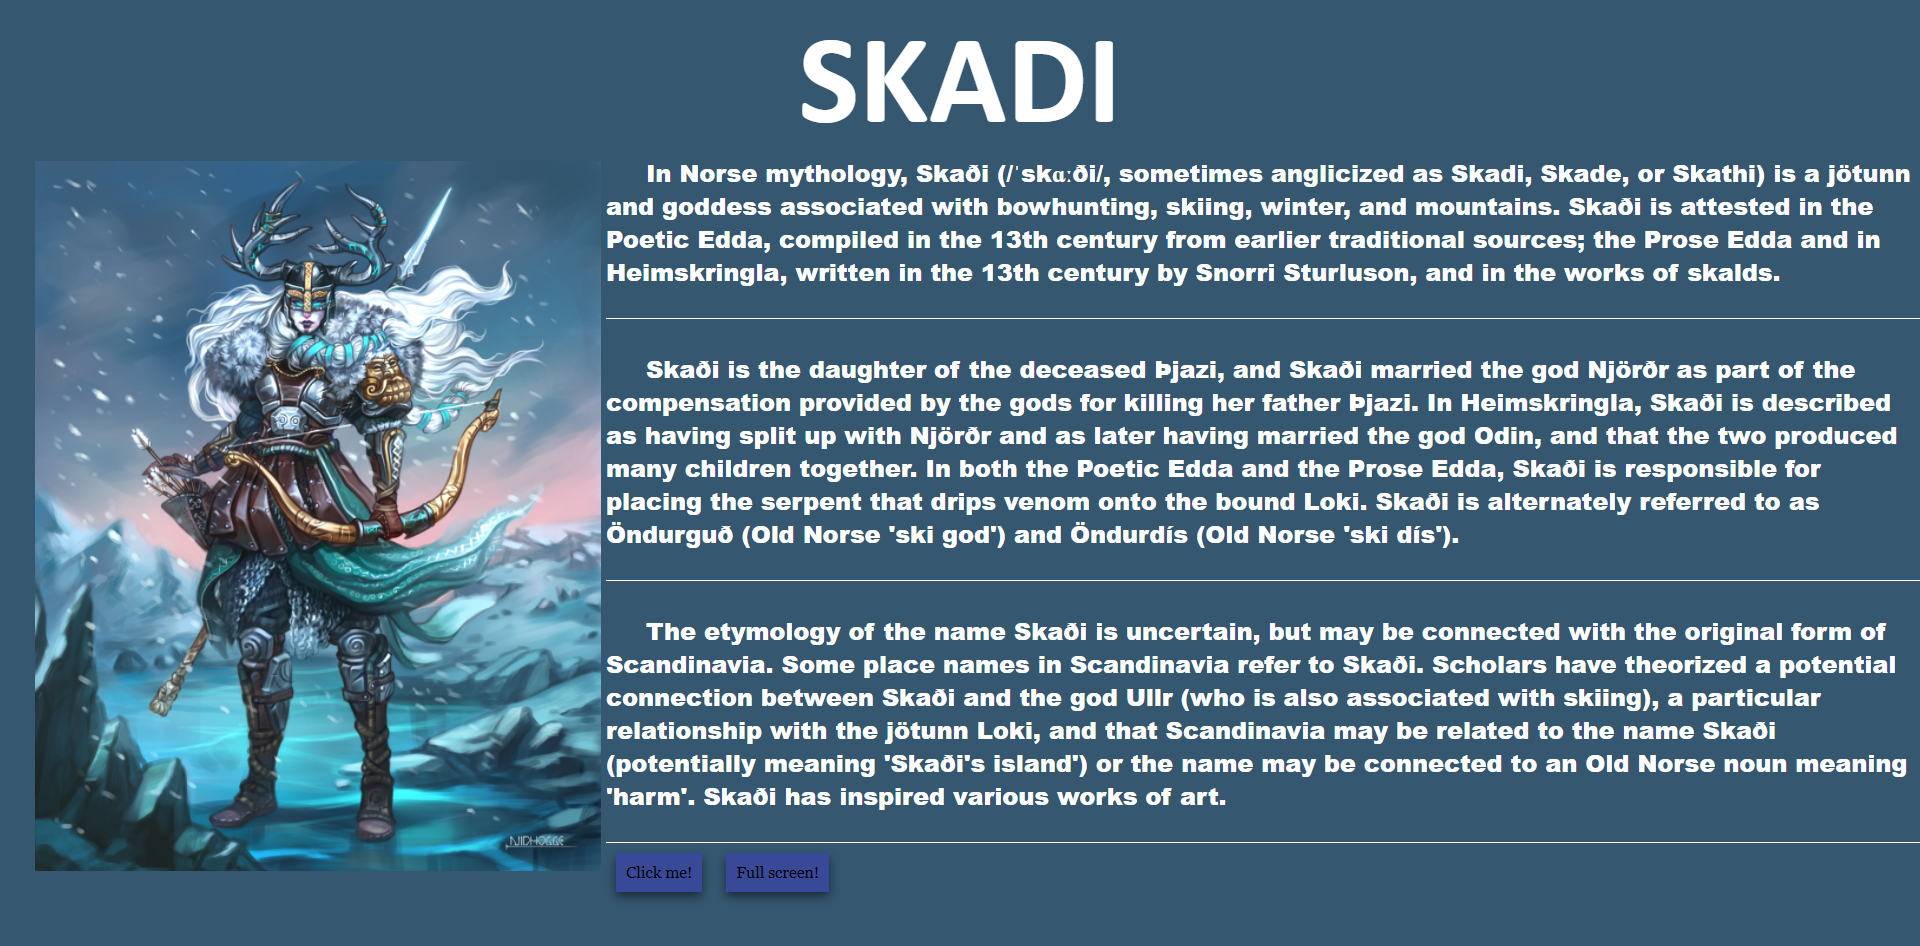 SKADI
In Norse mythology, Skaði (/ˈskɑːði/, sometimes anglicized as Skadi, Skade, or Skathi) is a jötunn
and goddess associated with bowhunting, skiing, winter, and mountains. Skaði is attested in the
Poetic Edda, compiled in the 13th century from earlier traditional sources; the Prose Edda and in
Heimskringla, written in the 13th century by Snorri Sturluson, and in the works of skalds.
Skaði is the daughter of the deceased Þjazi, and Skaði married the god Njörðr as part of the
compensation provided by the gods for killing her father Þjazi. In Heimskringla, Skaði is described
as having split up with Njörðr and as later having married the god Odin, and that the two produced
many children together. In both the Poetic Edda and the Prose Edda, Skaði is responsible for
placing the serpent that drips venom onto the bound Loki. Skaði is alternately referred to as
Öndurguð (Old Norse 'ski god') and Öndurdís (Old Norse 'ski dís').
The etymology of the name Skaði is uncertain, but may be connected with the original form of
Scandinavia. Some place names in Scandinavia refer to Skaði. Scholars have theorized a potential
connection between Skaði and the god Ullr (who is also associated with skiing), a particular
relationship with the jötunn Loki, and that Scandinavia may be related to the name Skaði
(potentially meaning 'Skaði's island') or the name may be connected to an Old Norse noun meaning
'harm'. Skaði has inspired various works of art.
NIDHOGGE
Click me!
Full screen!